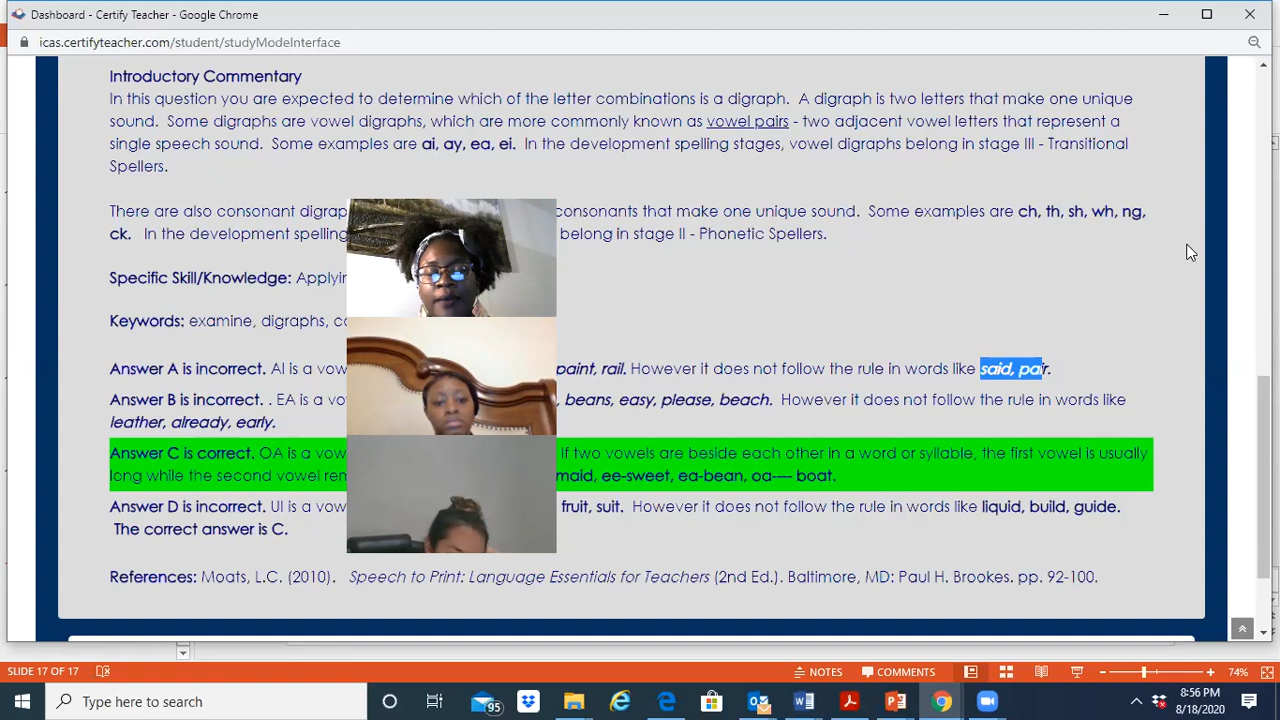 Dashboard - Certify Teacher - Google Chrome
icas.certifyteacher.com/student/studyModeInterface
Introductory Commentary
In this question you are expected to determine which of the letter combinations is a digraph. A digraph is two letters that make one unique
sound. Some digraphs are vowel digraphs, which are more commonly known as vowel pairs - two adjacent vowel letters that represent a
single speech sound. Some examples are ai, ay, ea, ei. In the development spelling stages, vowel digraphs belong in stage III - Transitional
Spellers.
There are also consonant digrap consonants that make one unique sound. Some examples are ch, th, sh, wh, ng,
ck. In the development spelling belong in stage II - Phonetic Spellers.
Specific Skill/Knowledge: Applyin
Keywords: examine, digraphs, co
Answer A is incorrect. AI is a vow paint, rail. However it does not follow the rule in words like said, pair.
Answer B is incorrect. . EA is a vow , beans, easy, please, beach. However it does not follow the rule in words like
leather, already, early.
Answer C is correct. OA is a vow If two vowels are beside each other in a word or syllable, the first vowel is usually
long while the second vowel rem maid, ee-sweet, ea-bean, oa---- boat.
Answer D is incorrect. UI is a vow fruit, suit. However it does not follow the rule in words like liquid, build, guide.
The correct answer is C.
References: Moats, L.C. (2010). Speech to Print: Language Essentials for Teachers (2nd Ed.). Baltimore, MD: Paul H. Brookes. pp. 92-100.
SLIDE 17 OF 17
NOTES
COMMENTS
74%
Type here to search
95
8:56 PM
8/18/2020